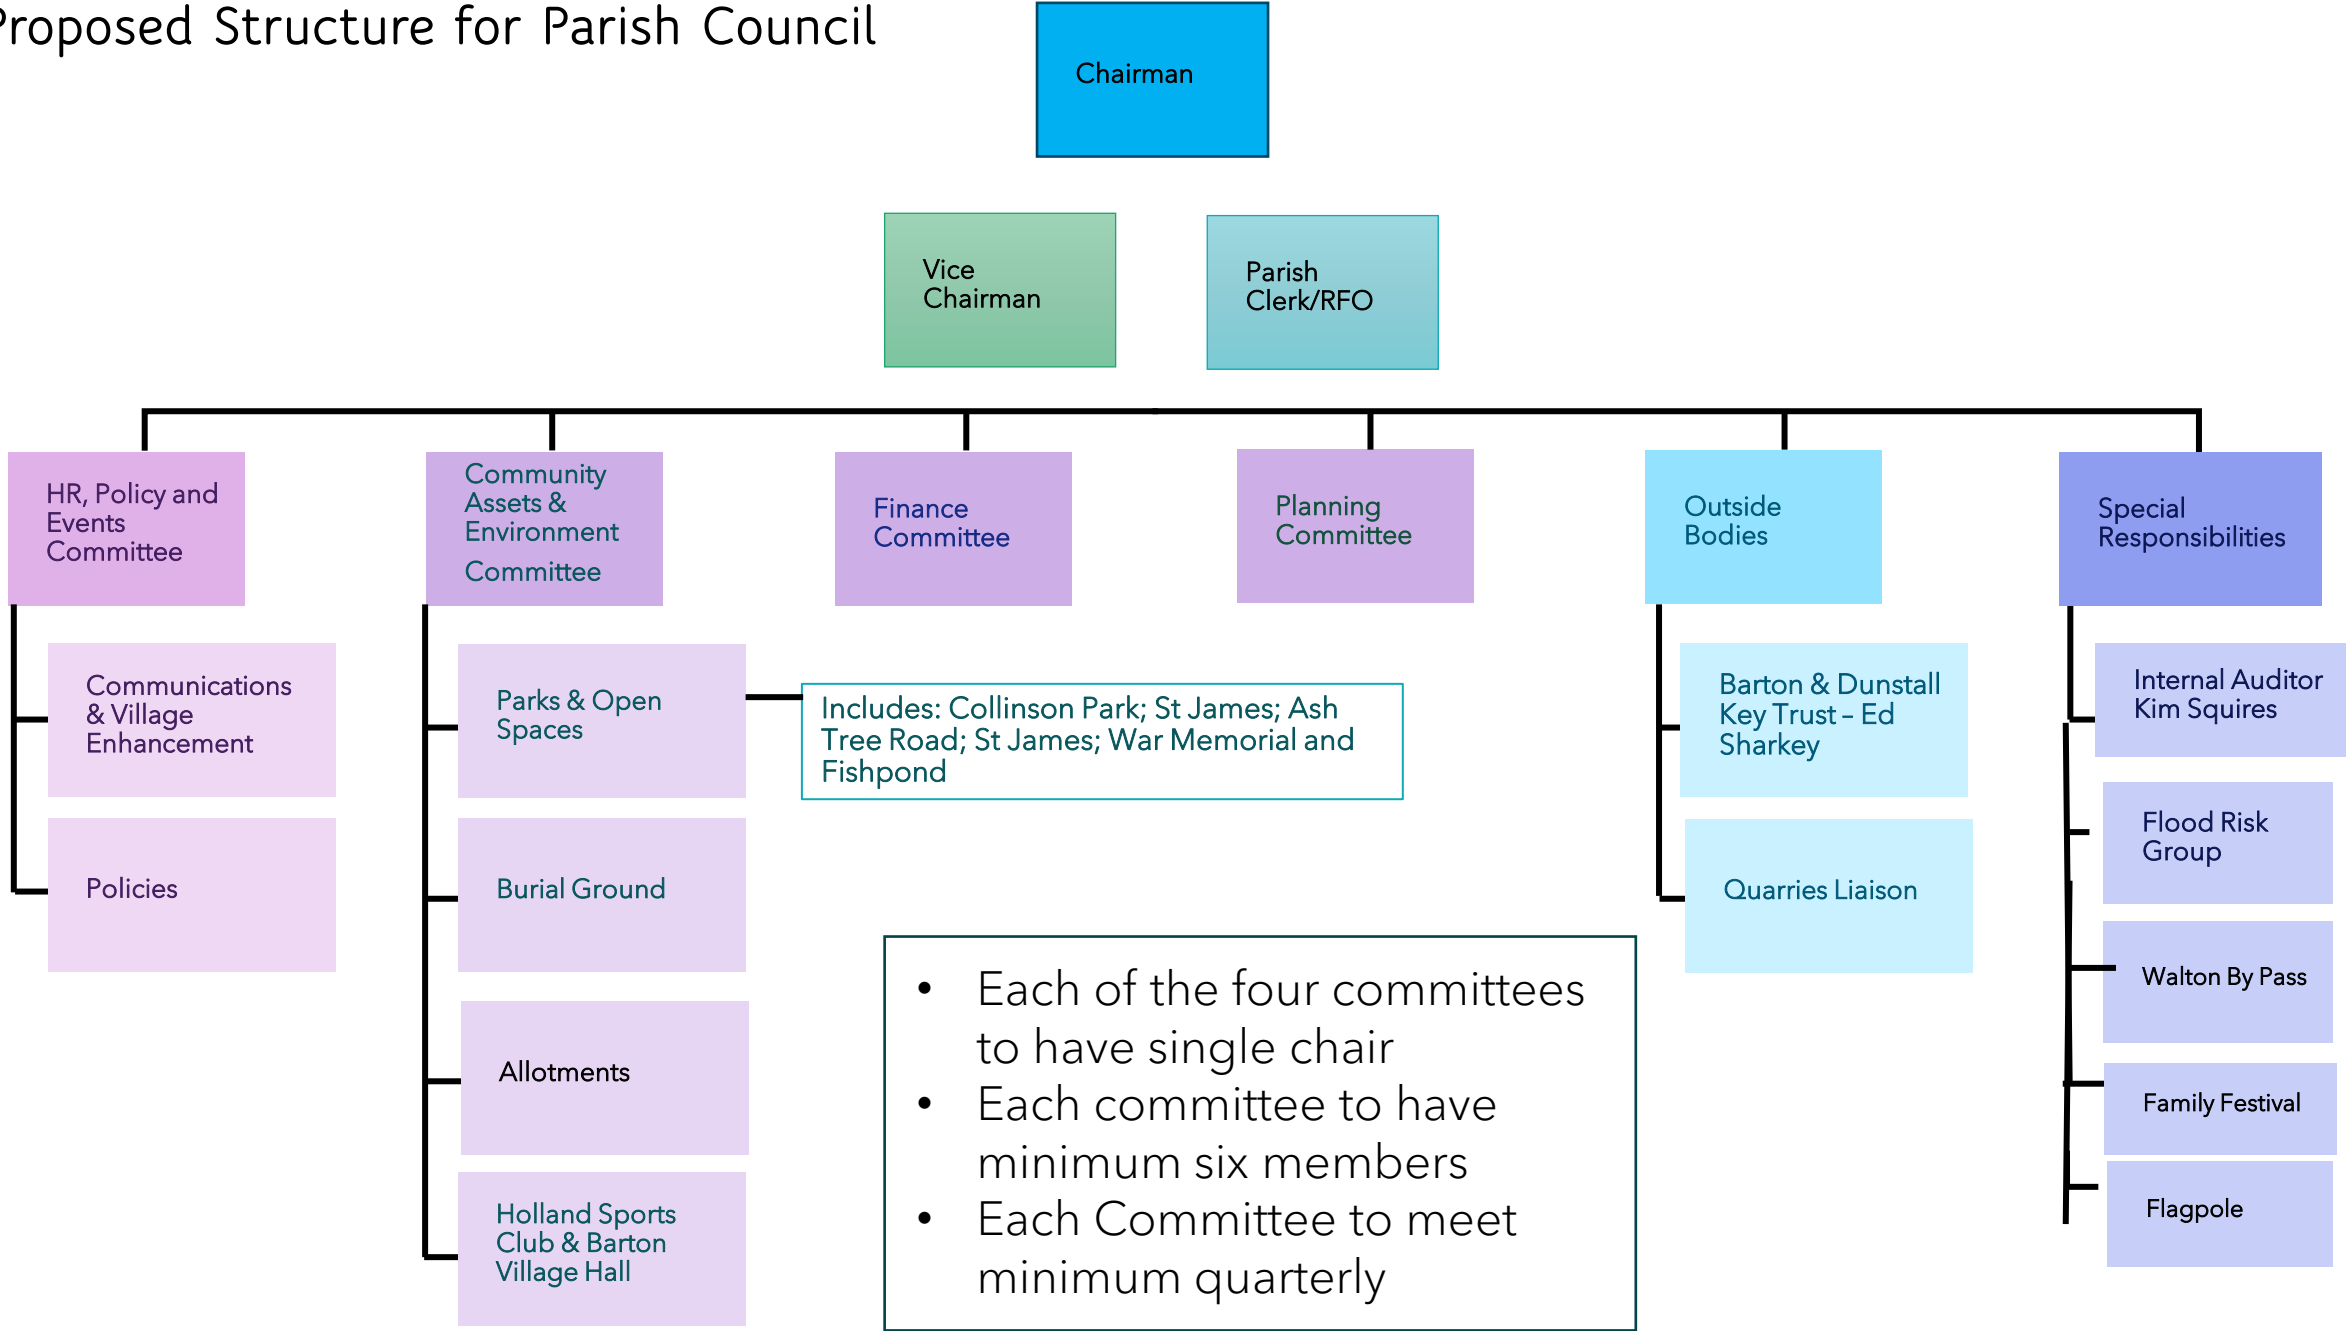 Proposed Structure for Parish Council
Chairman
Vice
Chairman
Parish
Clerk/RFO
HR, Policy and
Events
Committee
Community
Assets &
Environment
Committee
Finance
Committee
Planning
Committee
Outside
Bodies
Special
Responsibilities
Communications
& Village
Enhancement
Policies
Parks & Open
Spaces
Includes: Collinson Park; St James; Ash
Tree Road; St James; War Memorial and
Fishpond
Burial Ground
Allotments
Holland Sports
Club & Barton
Village Hall
• Each of the four committees
to have single chair
• Each committee to have
minimum six members
• Each Committee to meet
minimum quarterly
Barton & Dunstall
Key Trust – Ed
Sharkey
Quarries Liaison
Internal Auditor
Kim Squires
Flood Risk
Group
Walton By Pass
Family Festival
Flagpole